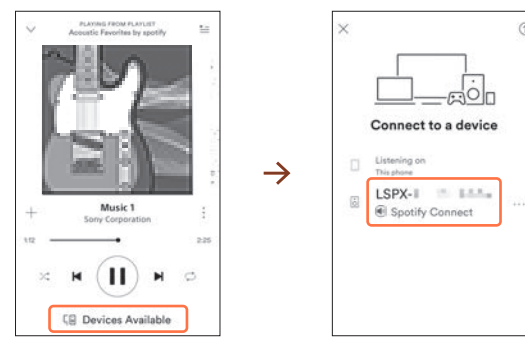 PLAYING FROM PLAYLIST
Acoustic Favorites by spotify
Music 1
Sony Corporation
1:12
2:25
Devices Available
Connect to a device
Listening on
This phone
LSPX-
Spotify Connect